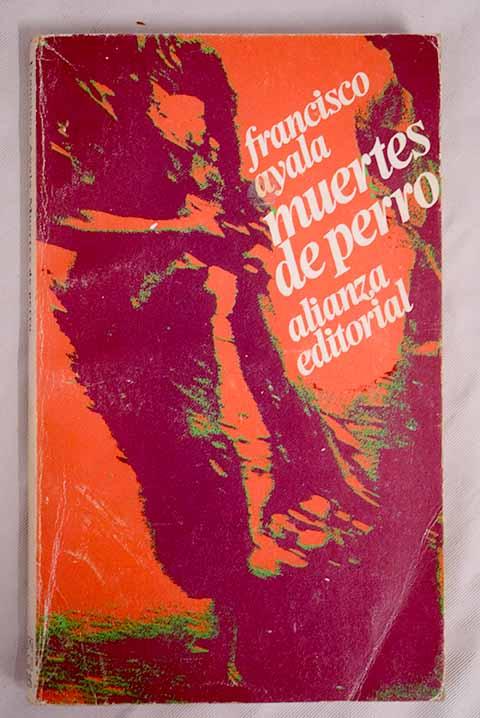 francisco
ayala
muertes
de perro
alianza
editorial